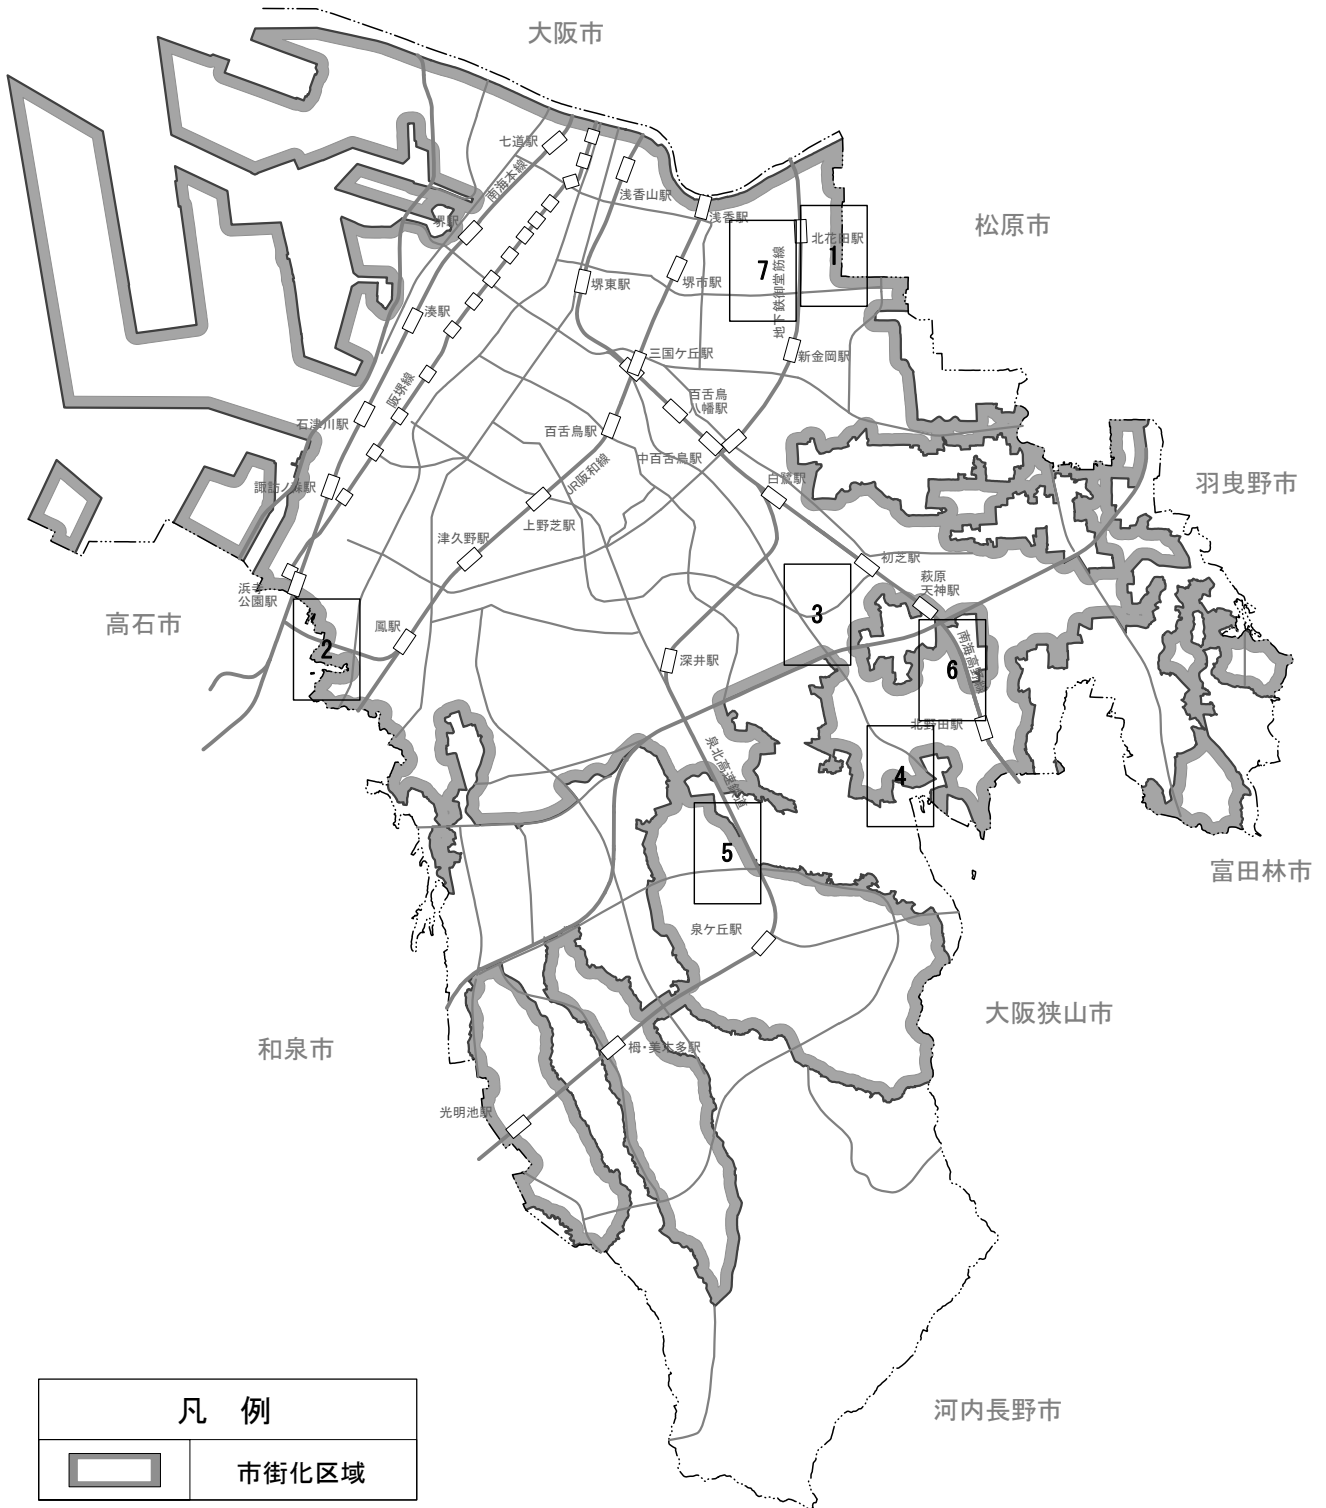 大阪市
七道駅
南海本線
浅香山駅
浅香駅
堺駅
北花田駅
松原市
1
7
地下鉄御堂筋線
堺東駅
堺市駅
湊駅
三国ケ丘駅
新金岡駅
阪堺線
百舌鳥
八幡駅
石津川駅
百舌鳥駅
中百舌鳥駅
JR阪和線
白鷺駅
羽曳野市
諏訪ノ森駅
上野芝駅
津久野駅
初芝駅
萩原
天神駅
浜寺
公園駅
高石市
鳳駅
3
2
深井駅
南海高野線
6
北野田駅
泉北高速鉄道
4
5
富田林市
泉ケ丘駅
大阪狭山市
和泉市
栂・美木多駅
光明池駅
河内長野市
凡 例
市街化区域